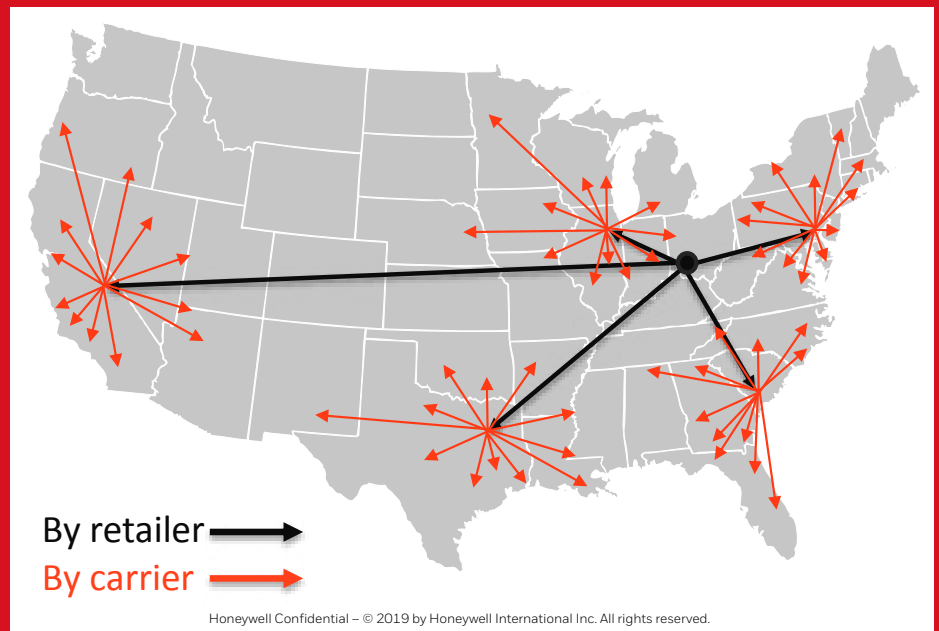 By retailer
By carrier
Honeywell Confidential – © 2019 by Honeywell International Inc. All rights reserved.